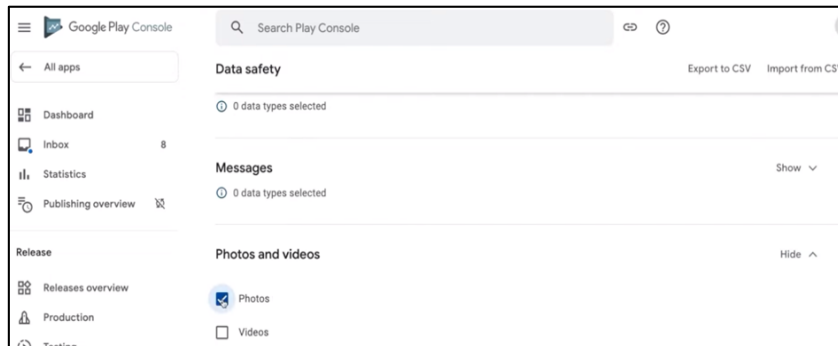 Google Play Console
Search Play Console
All apps
Data safety
Export to CSV
Import from CSV
0 data types selected
Dashboard
Inbox 8
Messages
Show
Statistics
0 data types selected
Publishing overview
Release
Photos and videos
Hide
Releases overview
Photos
Production
Videos
Testing